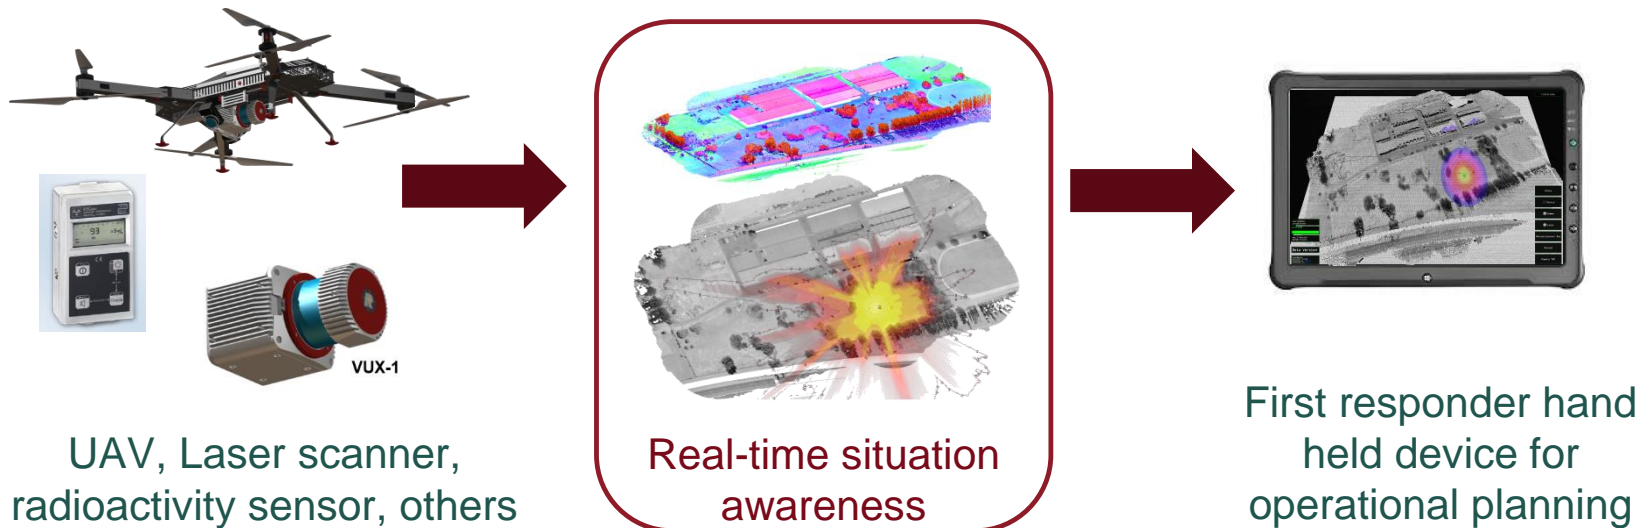 VUX-1
UAV, Laser scanner,
radioactivity sensor, others
Real-time situation
awareness
First responder hand
held device for
operational planning